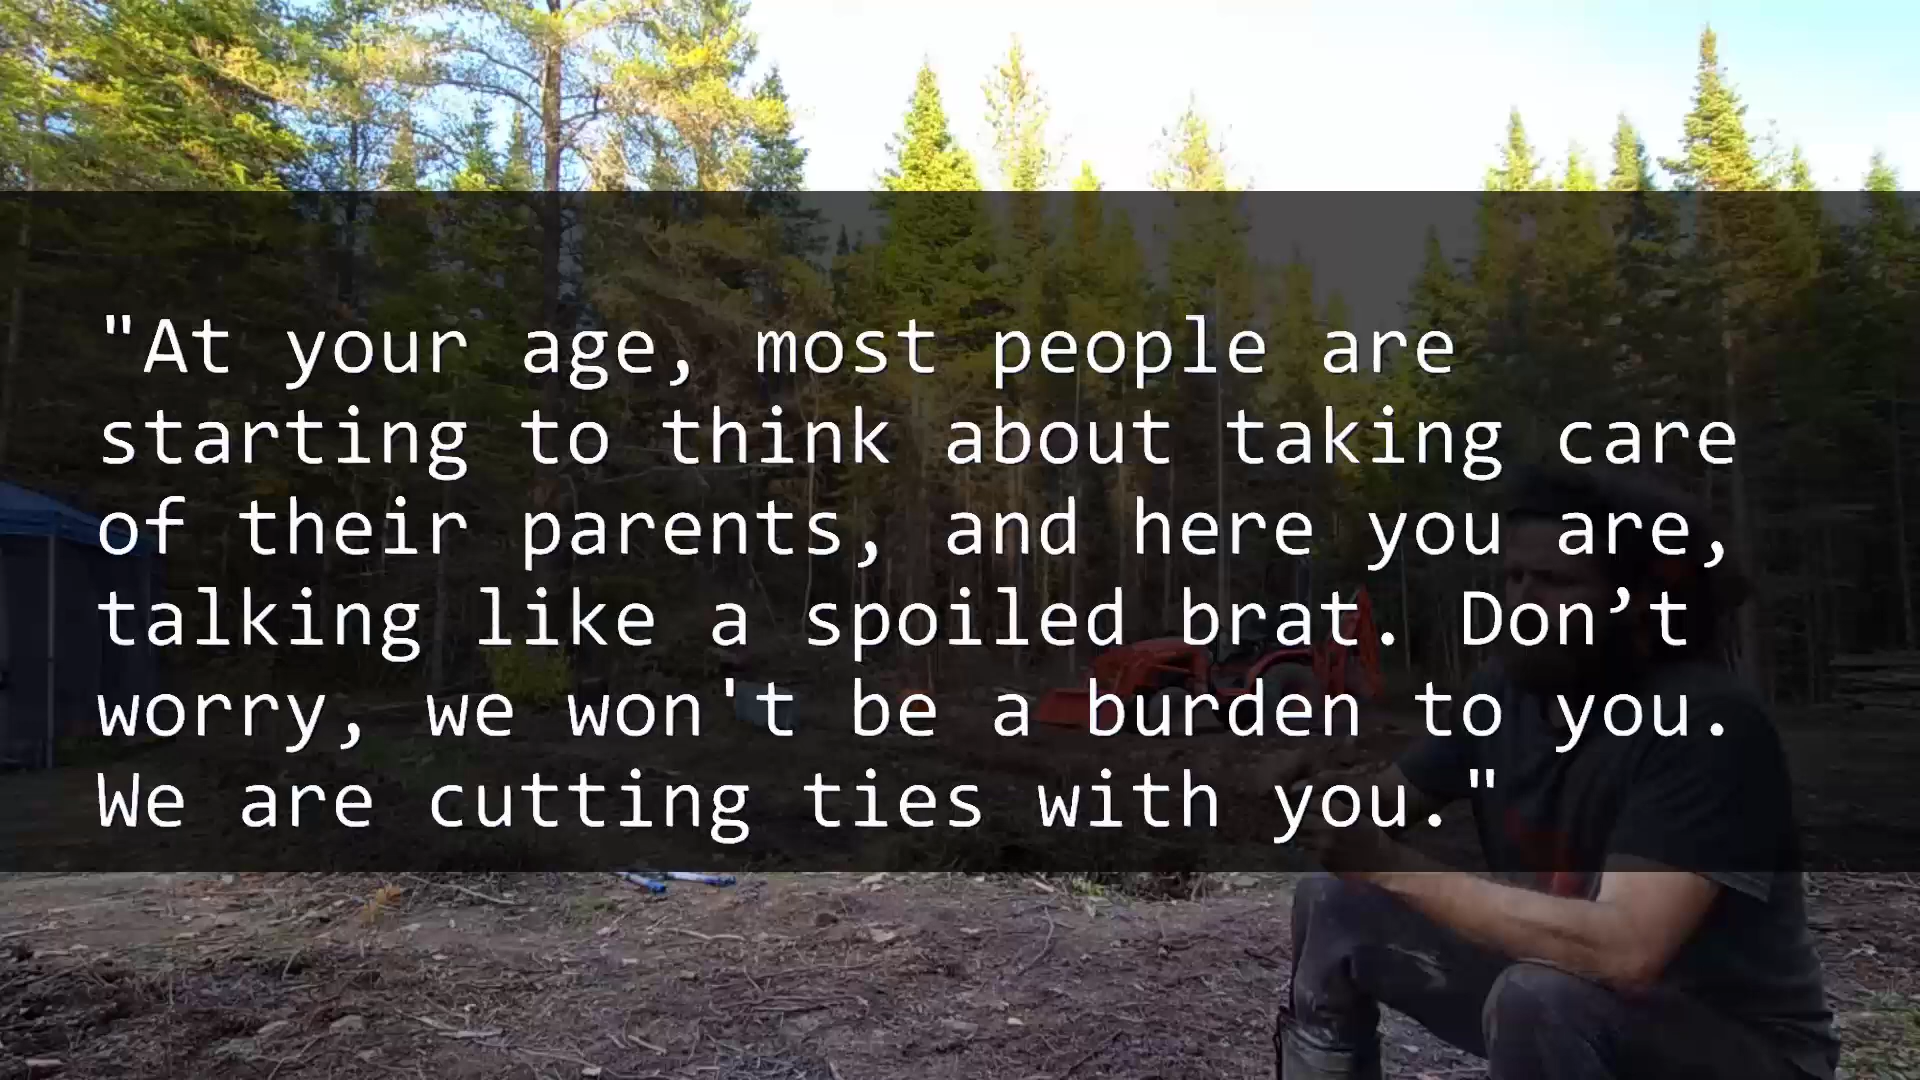 "At your age, most people are
starting to think about taking care
of their parents, and here you are,
talking like a spoiled brat. Don’t
worry, we won't be a burden to you.
We are cutting ties with you."